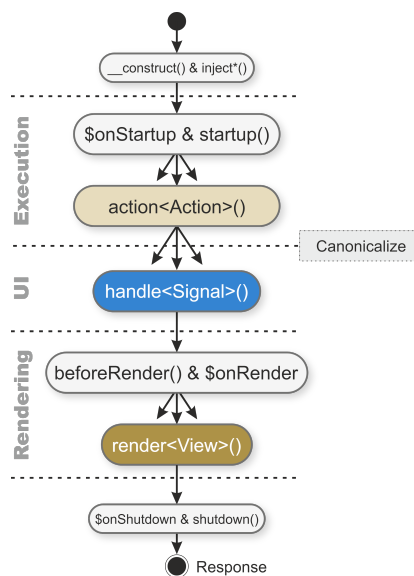 __construct() & inject*()
Execution
$onStartup & startup()
action<Action>()
Canonicalize
UI
handle<Signal>()
Rendering
beforeRender() & $onRender
render<View>()
$onShutdown & shutdown()
Response